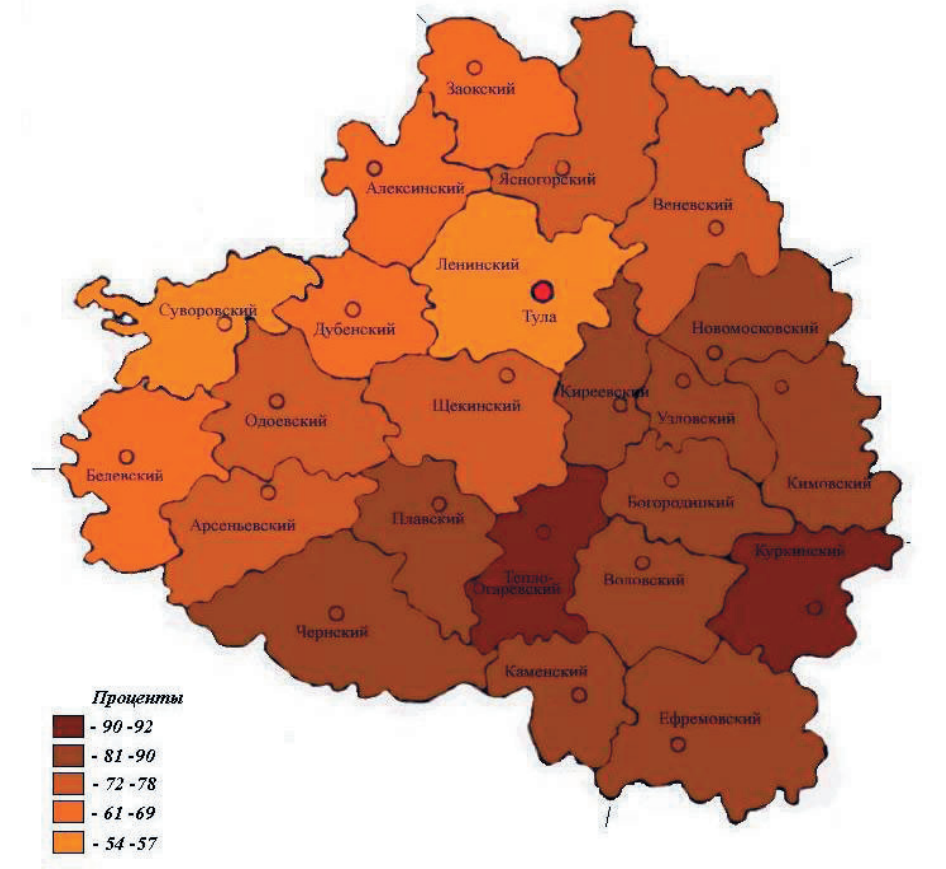 Заокский
Ясногорский
Алексинский
Веневский
Ленинский
Суворовский
Тула
Дубенский
Новомосковский
Киреевский
Щекинский
Узловский
Одоевский
Белевский
Кимовский
Богородицкий
Плавский
Арсеньевский
Куркинский
Тепло-
Огаревский
Воловский
Чернский
Каменский
Ефремовский
Проценты
- 90 -92
- 81 -90
- 72 -78
- 61 -69
- 54 -57